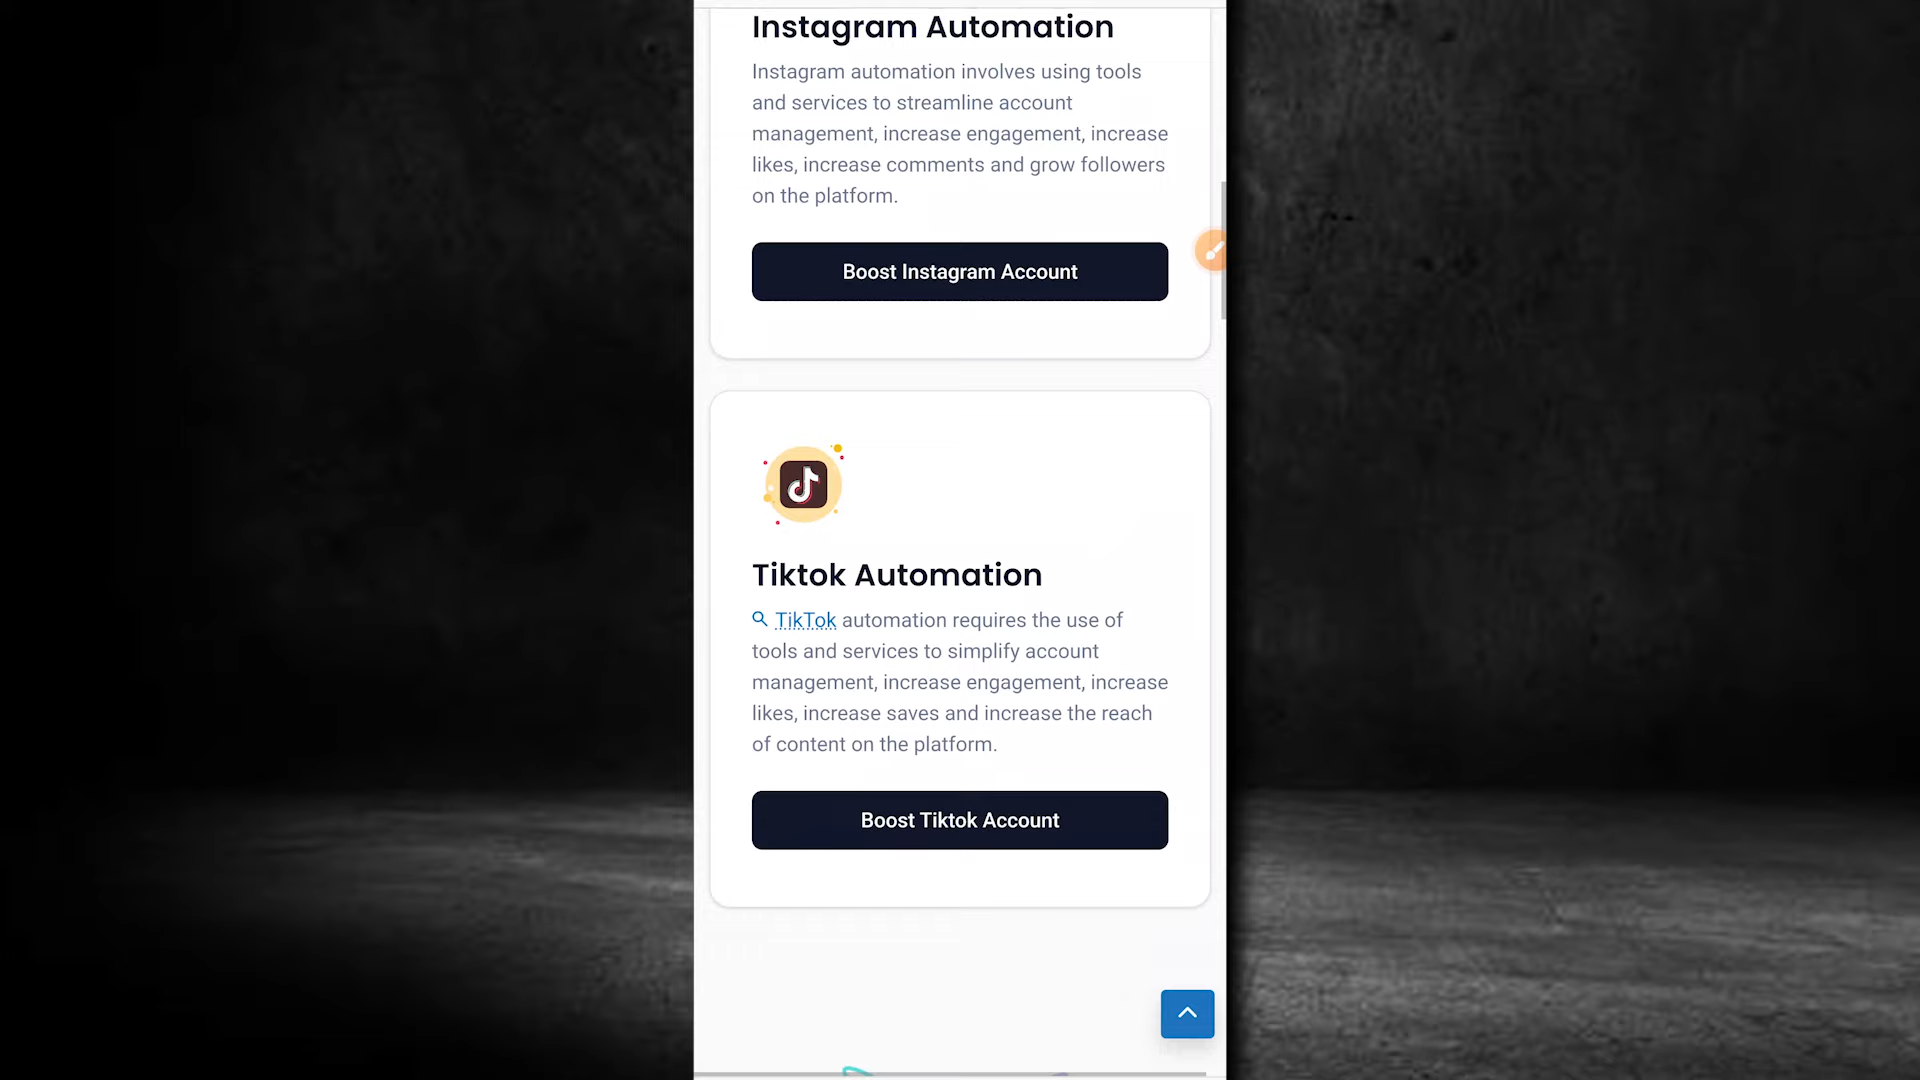 Instagram Automation
Instagram automation involves using tools
and services to streamline account
management, increase engagement, increase
likes, increase comments and grow followers
on the platform.
Boost Instagram Account
Tiktok Automation
TikTok automation requires the use of
tools and services to simplify account
management, increase engagement, increase
likes, increase saves and increase the reach
of content on the platform.
Boost Tiktok Account